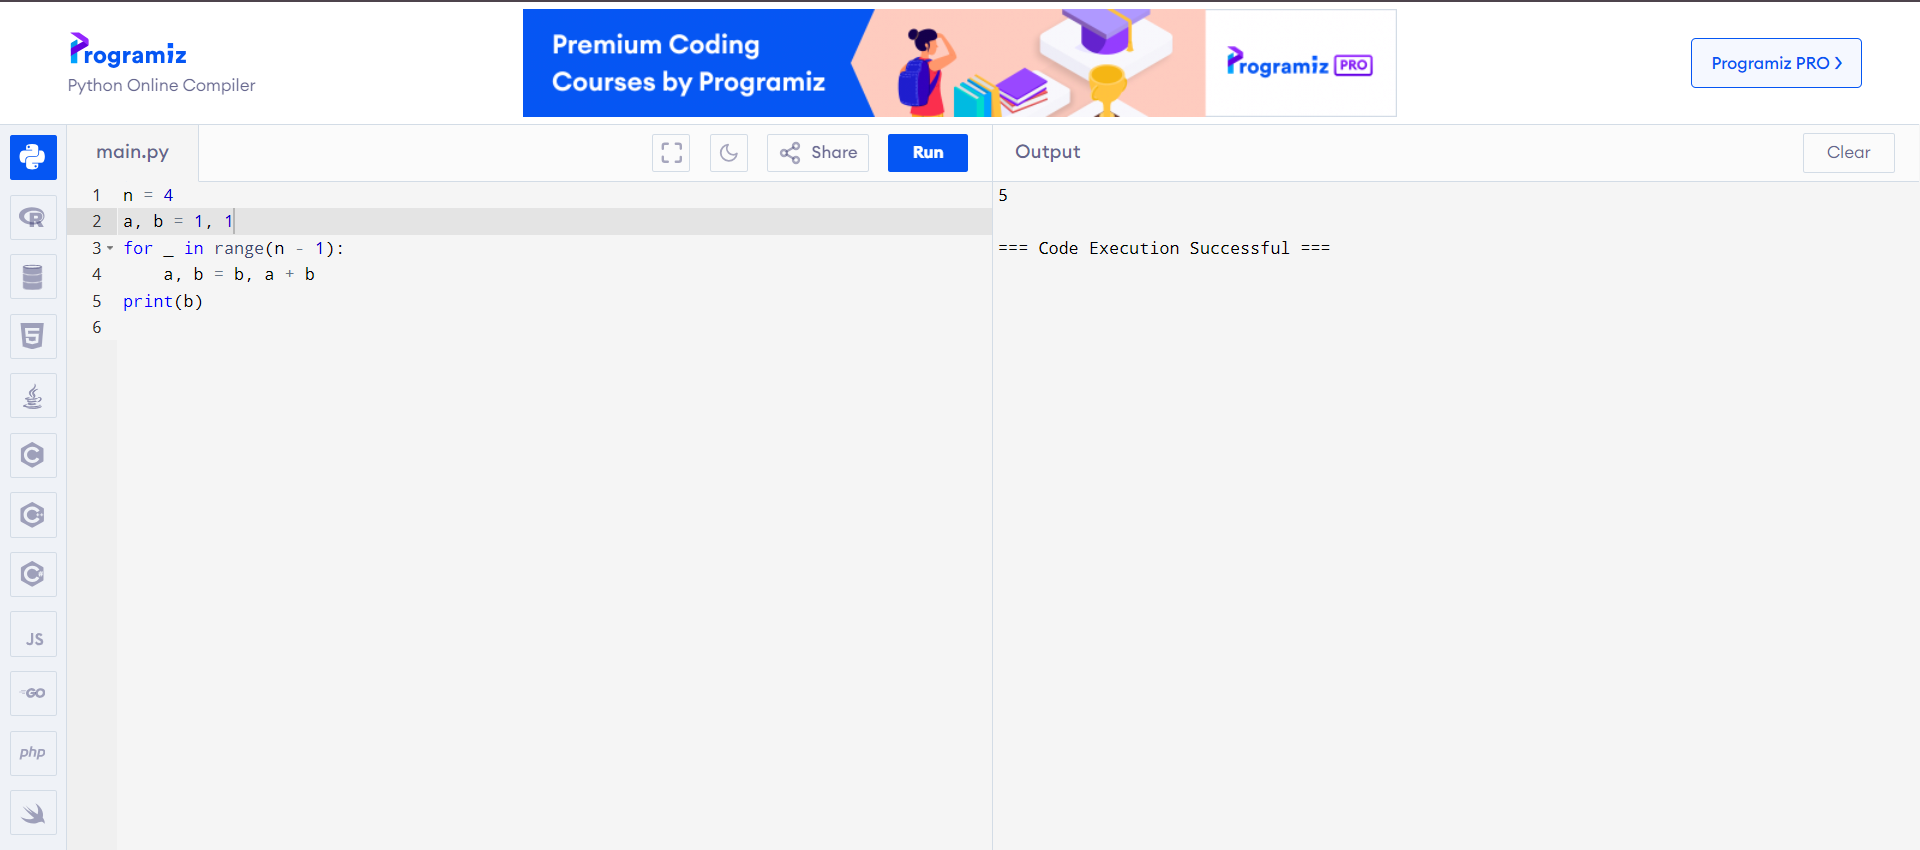 Programiz
Python Online Compiler
Premium Coding
Courses by Programiz
Programiz PRO
Programiz PRO
main.py
Share
Run
Output
Clear
1 n = 4
2 a, b = 1, 1
3 for _ in range(n - 1):
4     a, b = b, a + b
5 print(b)
6
5
=== Code Execution Successful ===
R
5
C
C
C
JS
GO
php